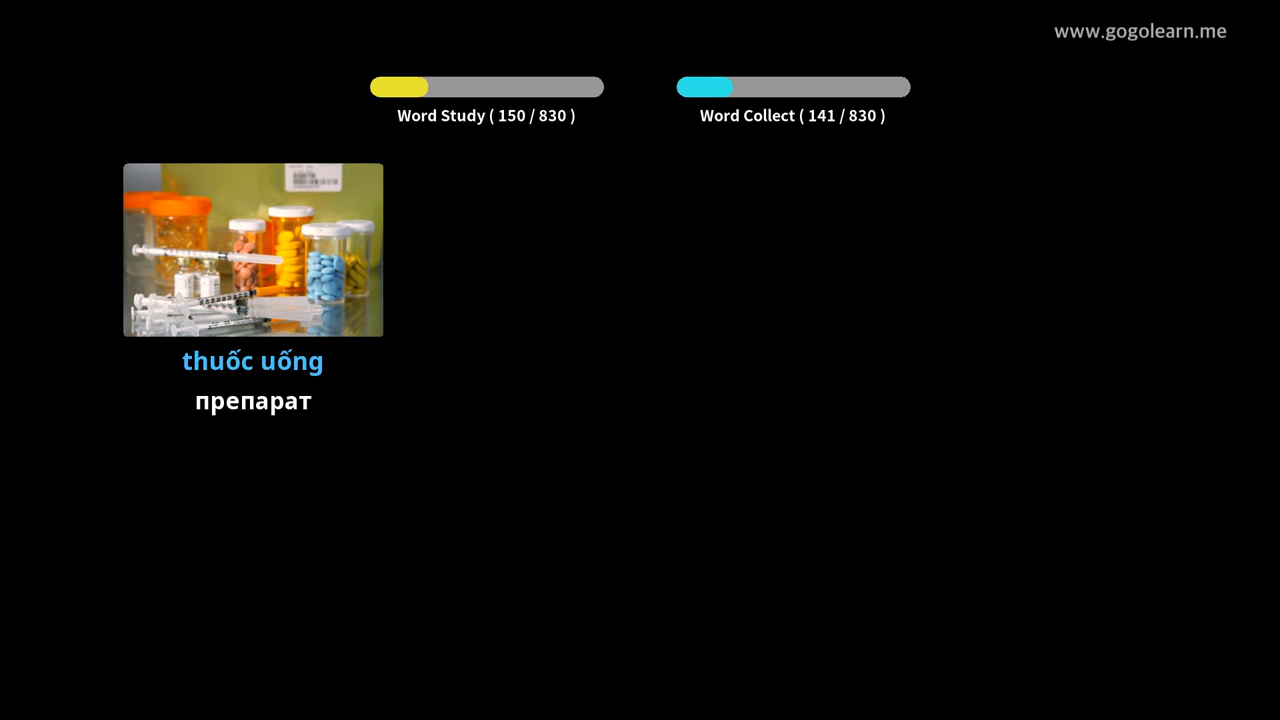 www.gogolearn.me
Word Study ( 150 / 830 )
Word Collect ( 141 / 830 )
thuốc uống
препарат